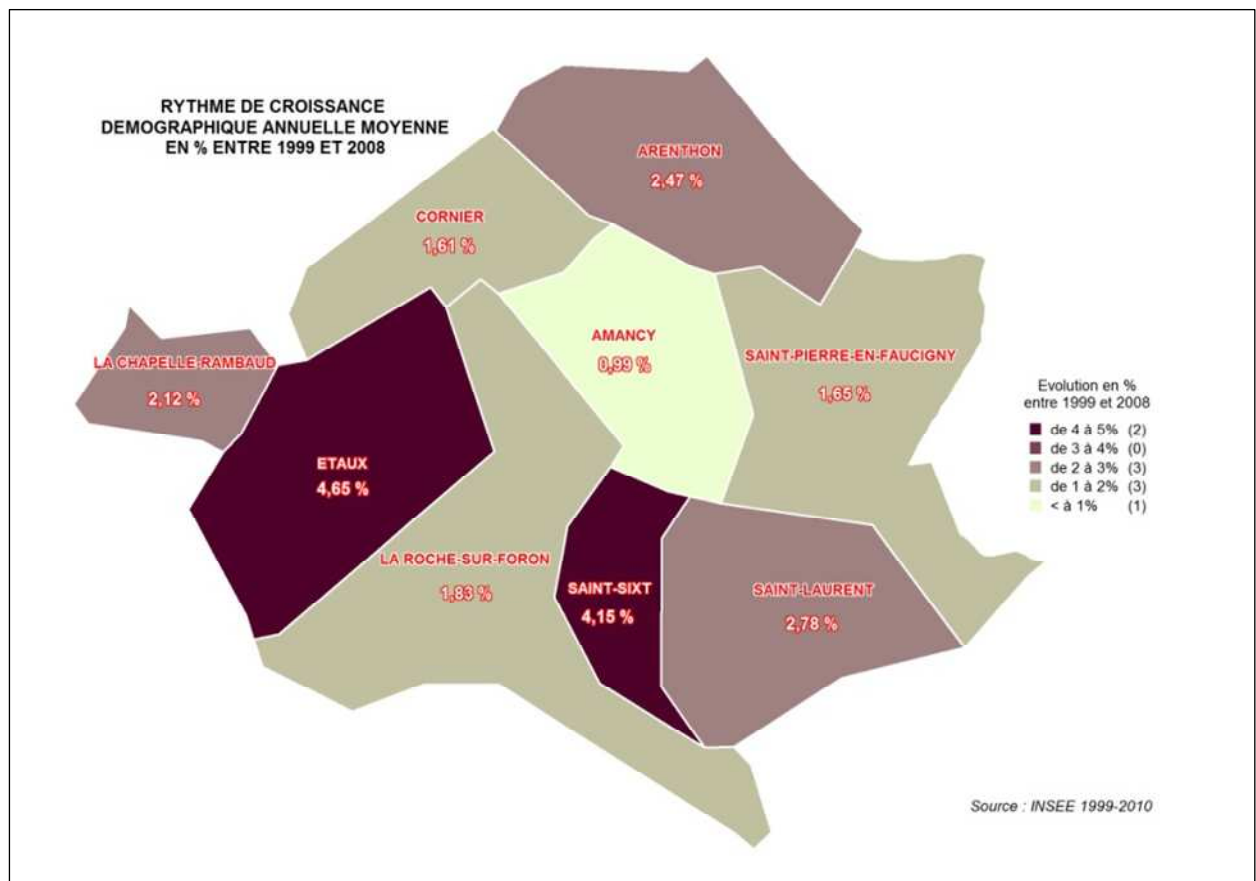 RYTHME DE CROISSANCE
DEMOGRAPHIQUE ANNUELLE MOYENNE
EN % ENTRE 1999 ET 2008
ARENTHON
2,47 %
CORNIER
1,61 %
AMANCY
0,99 %
SAINT-PIERRE-EN-FAUCIGNY
1,65 %
LA CHAPELLE-RAMBAUD
2,12 %
ETAUX
4,65 %
LA ROCHE-SUR-FORON
1,83 %
SAINT-SIXT
4,15 %
SAINT-LAURENT
2,78 %
Evolution en %
entre 1999 et 2008
de 4 à 5% (2)
de 3 à 4% (0)
de 2 à 3% (3)
de 1 à 2% (3)
< à 1% (1)
Source : INSEE 1999-2010